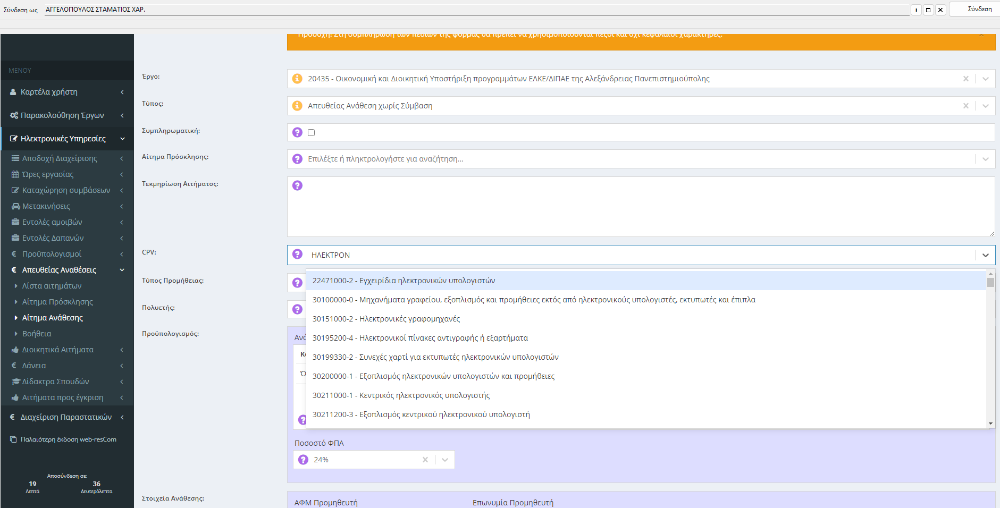 Σύνδεση ως ΑΓΓΕΛΟΠΟΥΛΟΣ ΣΤΑΜΑΤΙΟΣ ΧΑΡ. Σύνδεση
Προσοχή! Στη συμπλήρωση των πεδίων της φόρμας θα πρέπει να χρησιμοποιούνται πεζοί και όχι κεφαλαίοι χαρακτήρες.
ΜΕΝΟΥ
Καρτέλα χρήστη
Παρακολούθηση Έργων
Ηλεκτρονικές Υπηρεσίες
Αποδοχή Διαχείρισης
Ώρες εργασίας
Καταχώρηση συμβάσεων
Μετακινήσεις
Εντολές αμοιβών
Εντολές Δαπανών
Προϋπολογισμοί
Απευθείας Αναθέσεις
Λίστα αιτημάτων
Αίτημα Πρόσκλησης
Αίτημα Ανάθεσης
Βοήθεια
Διοικητικά Αιτήματα
Δάνεια
Δίδακτρα Σπουδών
Αιτήματα προς έγκριση
Διαχείριση Παραστατικών
Παλαιότερη έκδοση web-resCom
Αποσύνδεση σε:
19 36
Λεπτά Δευτερόλεπτα
Έργο: 20435 - Οικονομική και Διοικητική Υποστήριξη προγραμμάτων ΕΛΚΕ/ΔΙΠΑΕ της Αλεξάνδρειας Πανεπιστημιούπολης
Τύπος: Απευθείας Ανάθεση χωρίς Σύμβαση
Συμπληρωματική:
Αίτημα Πρόσκλησης: Επιλέξτε ή πληκτρολογήστε για αναζήτηση...
Τεκμηρίωση Αιτήματος:
CPV: ΗΛΕΚΤΡΟΝ
22471000-2 - Εγχειρίδια ηλεκτρονικών υπολογιστών
Τύπος Προμήθειας:
30100000-0 - Μηχανήματα γραφείου, εξοπλισμός και προμήθειες εκτός από ηλεκτρονικούς υπολογιστές, εκτυπωτές και έπιπλα
Πολυετής:
30151000-2 - Ηλεκτρονικές γραφομηχανές
Προϋπολογισμός:
30195200-4 - Ηλεκτρονικοί πίνακες αντιγραφής ή εξαρτήματα
30199330-2 - Συνεχές χαρτί για εκτυπωτές ηλεκτρονικών υπολογιστών
30200000-1 - Εξοπλισμός ηλεκτρονικών υπολογιστών και προμήθειες
30211000-1 - Κεντρικός ηλεκτρονικός υπολογιστής
30211200-3 - Εξοπλισμός κεντρικού ηλεκτρονικού υπολογιστή
Ποσοστό ΦΠΑ
24%
Στοιχεία Ανάθεσης:
ΑΦΜ Προμηθευτή Επωνυμία Προμηθευτή